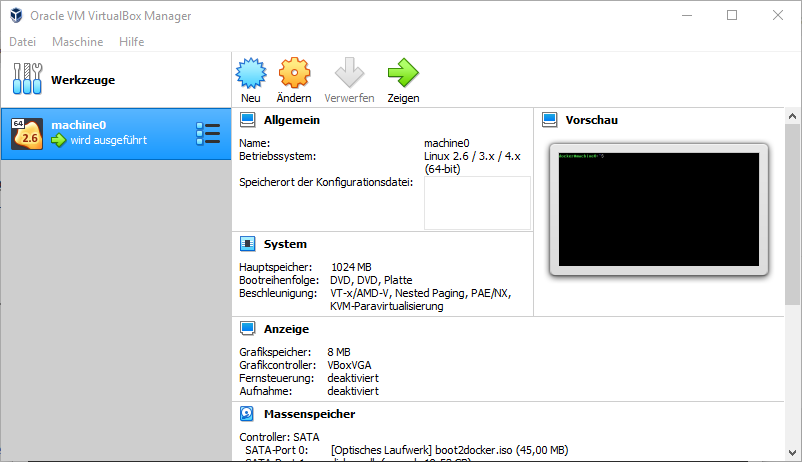 Oracle VM VirtualBox Manager
Datei Maschine Hilfe
Werkzeuge
Neu Ändern Verwerfen Zeigen
64
2.6
machine0
wird ausgeführt
Allgemein
Name: machine0
Betriebssystem: Linux 2.6 / 3.x / 4.x
(64-bit)
Speicherort der Konfigurationsdatei:
System
Hauptspeicher: 1024 MB
Bootreihenfolge: DVD, DVD, Platte
Beschleunigung: VT-x/AMD-V, Nested Paging, PAE/NX,
KVM-Paravirtualisierung
Vorschau
Anzeige
Grafikspeicher: 8 MB
Grafikcontroller: VBoxVGA
Fernsteuerung: deaktiviert
Aufnahme: deaktiviert
Massenspeicher
Controller: SATA
SATA-Port 0: [Optisches Laufwerk] boot2docker.iso (45,00 MB)